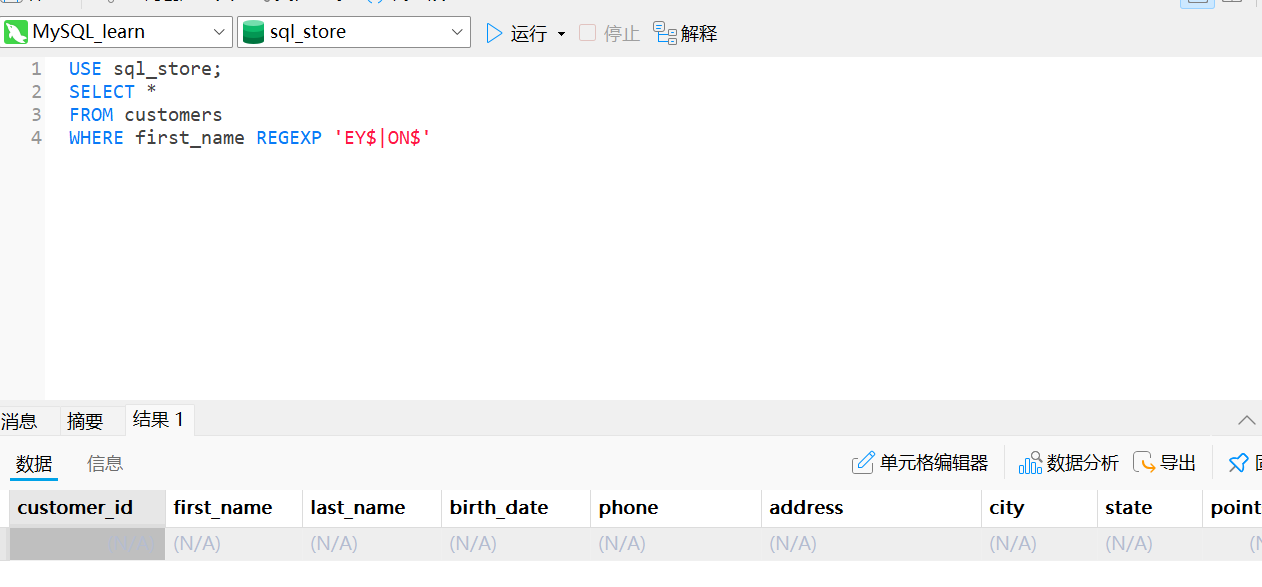 MySQL_learn sql_store 运行 停止 解释
1 USE sql_store;
2 SELECT *
3 FROM customers
4 WHERE first_name REGEXP 'EY$|ON$'
消息 摘要 结果 1
数据 信息 单元格编辑器 数据分析 导出
customer_id first_name last_name birth_date phone address city state point
(N/A) (N/A) (N/A) (N/A) (N/A) (N/A) (N/A) (N/A)